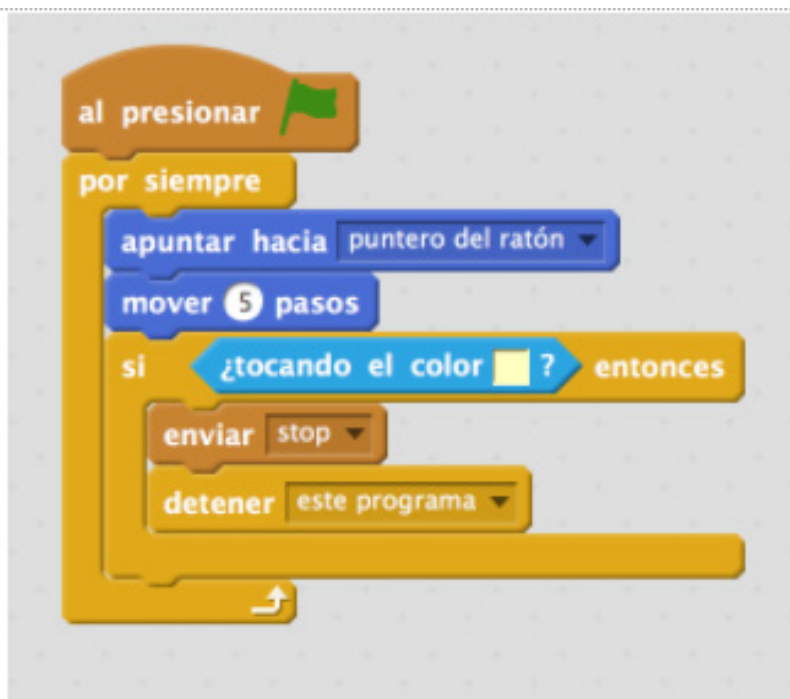 al presionar
por siempre
apuntar hacia puntero del ratón
mover 5 pasos
si ¿tocando el color ? entonces
enviar stop
detener este programa